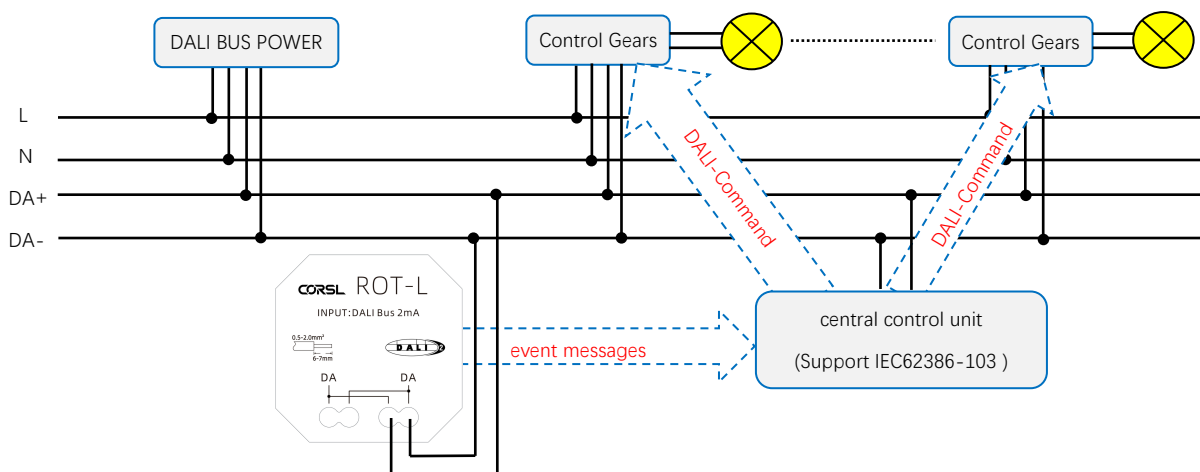 DALI BUS POWER
Control Gears
Control Gears
L
N
DA+
DA-
DALI-Command
DALI-Command
CORSL ROT-L
INPUT:DALI Bus 2mA
0.5-2.0mm²
6-7mm
DALI 2
DA DA
event messages
central control unit
(Support IEC62386-103 )